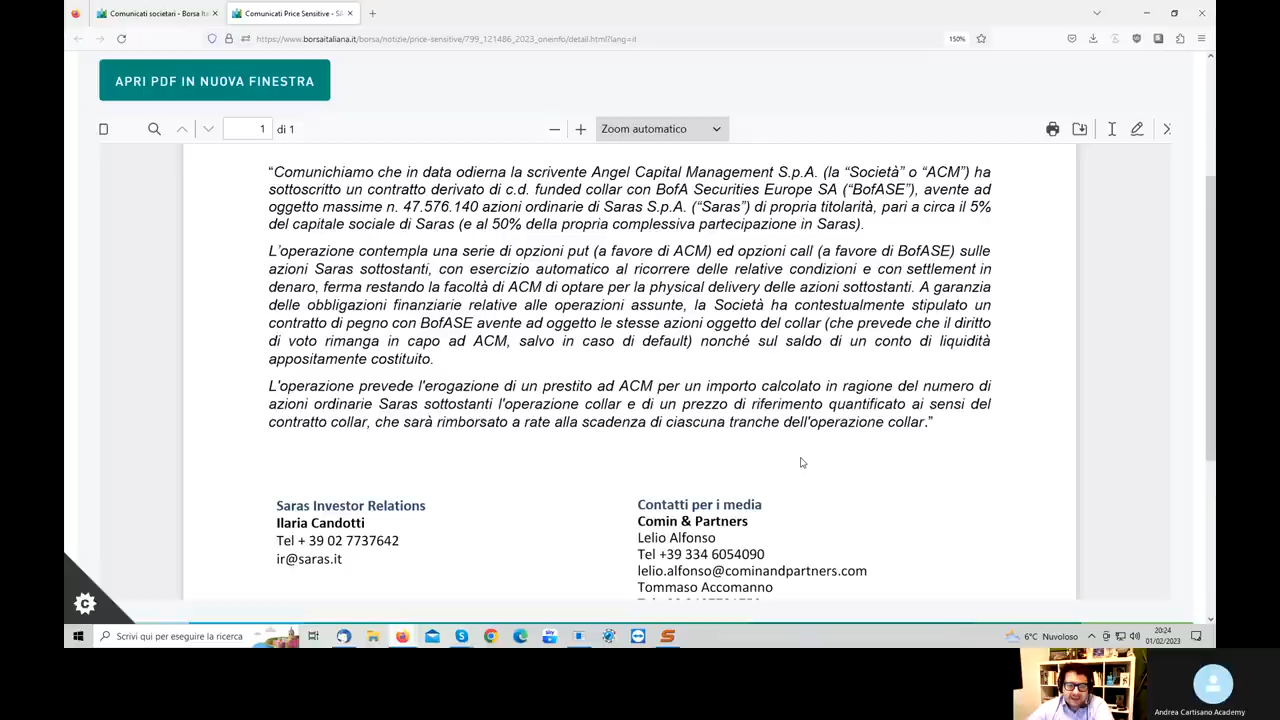 Comunicati societari - Borsa Ita
Comunicati Price Sensitive - SA
https://www.borsaitaliana.it/borsa/notizie/price-sensitive/799_121486_2023_oneinfo/detail.html?lang=it
150%
APRI PDF IN NUOVA FINESTRA
1 di 1
Zoom automatico
“Comunichiamo che in data odierna la scrivente Angel Capital Management S.p.A. (la “Società” o “ACM”) ha
sottoscritto un contratto derivato di c.d. funded collar con BofA Securities Europe SA (“BofASE”), avente ad
oggetto massime n. 47.576.140 azioni ordinarie di Saras S.p.A. (“Saras”) di propria titolarità, pari a circa il 5%
del capitale sociale di Saras (e al 50% della propria complessiva partecipazione in Saras).
L’operazione contempla una serie di opzioni put (a favore di ACM) ed opzioni call (a favore di BofASE) sulle
azioni Saras sottostanti, con esercizio automatico al ricorrere delle relative condizioni e con settlement in
denaro, ferma restando la facoltà di ACM di optare per la physical delivery delle azioni sottostanti. A garanzia
delle obbligazioni finanziarie relative alle operazioni assunte, la Società ha contestualmente stipulato un
contratto di pegno con BofASE avente ad oggetto le stesse azioni oggetto del collar (che prevede che il diritto
di voto rimanga in capo ad ACM, salvo in caso di default) nonché sul saldo di un conto di liquidità
appositamente costituito.
L'operazione prevede l'erogazione di un prestito ad ACM per un importo calcolato in ragione del numero di
azioni ordinarie Saras sottostanti l'operazione collar e di un prezzo di riferimento quantificato ai sensi del
contratto collar, che sarà rimborsato a rate alla scadenza di ciascuna tranche dell'operazione collar.”
Saras Investor Relations
Ilaria Candotti
Tel + 39 02 7737642
ir@saras.it
Contatti per i media
Comin & Partners
Lelio Alfonso
Tel +39 334 6054090
lelio.alfonso@cominandpartners.com
Tommaso Accomanno
Scrivi qui per eseguire la ricerca
sky
6°C Nuvoloso
20:24
01/02/2023
Andrea Cartisano Academy